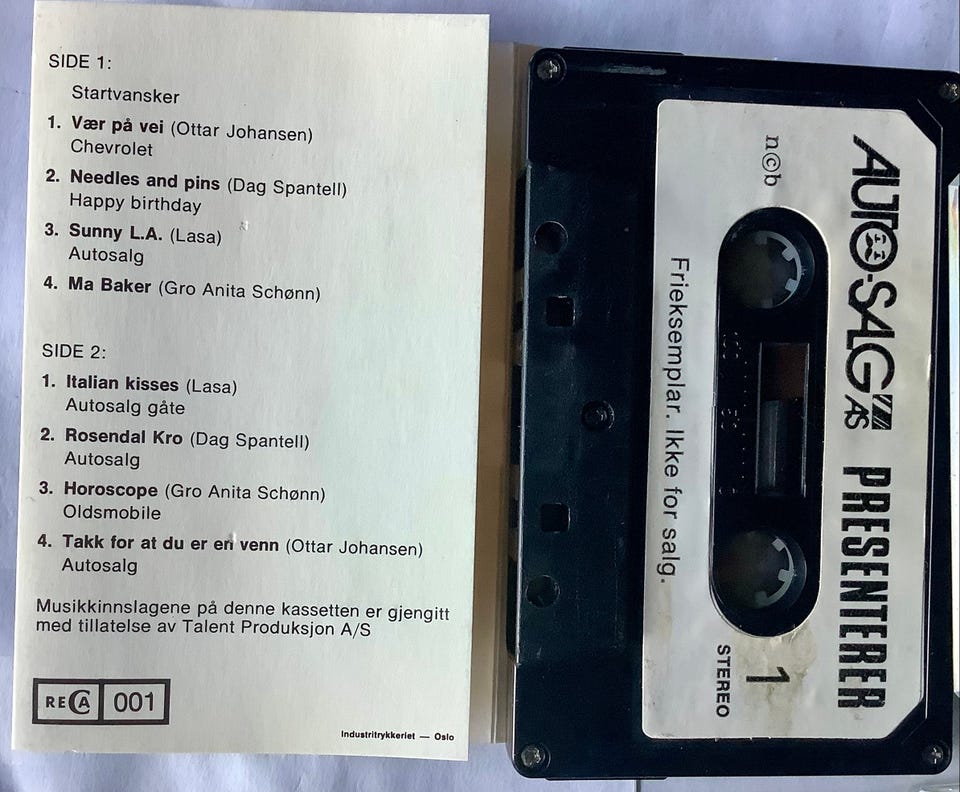 SIDE 1:
Startvansker
1. Vær på vei (Ottar Johansen)
Chevrolet
2. Needles and pins (Dag Spantell)
Happy birthday
3. Sunny L.A. (Lasa)
Autosalg
4. Ma Baker (Gro Anita Schønn)
SIDE 2:
1. Italian kisses (Lasa)
Autosalg gåte
2. Rosendal Kro (Dag Spantell)
Autosalg
3. Horoscope (Gro Anita Schønn)
Oldsmobile
4. Takk for at du er en venn (Ottar Johansen)
Autosalg
Musikkinnslagene på denne kassetten er gjengitt
med tillatelse av Talent Produksjon A/S
RECA 001
Industritrykkeriet — Oslo
AUTO-SALG AS PRESENTERER
n©b
1
STEREO
Frieksemplar. Ikke for salg.